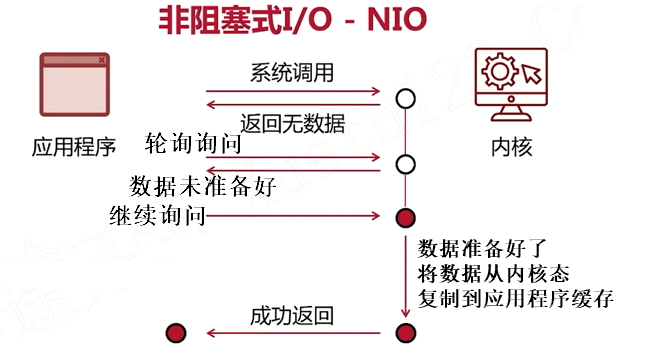 非阻塞式I/O - NIO
系统调用
返回无数据
应用程序
内核
轮询询问
数据未准备好
继续询问
数据准备好了
将数据从内核态
复制到应用程序缓存
成功返回